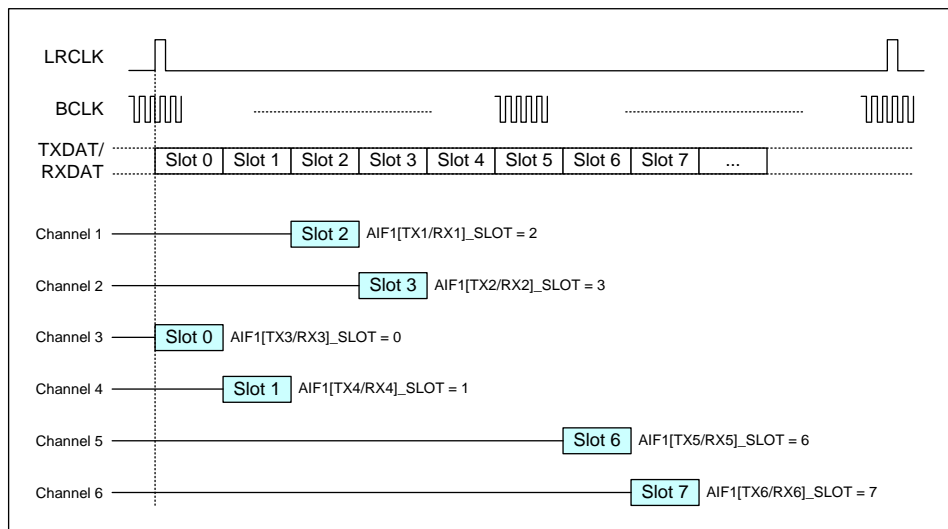 LRCLK
BCLK
TXDAT/
RXDAT
Slot 0 Slot 1 Slot 2 Slot 3 Slot 4 Slot 5 Slot 6 Slot 7 ...
Channel 1 Slot 2 AIF1[TX1/RX1]_SLOT = 2
Channel 2 Slot 3 AIF1[TX2/RX2]_SLOT = 3
Channel 3 Slot 0 AIF1[TX3/RX3]_SLOT = 0
Channel 4 Slot 1 AIF1[TX4/RX4]_SLOT = 1
Channel 5 Slot 6 AIF1[TX5/RX5]_SLOT = 6
Channel 6 Slot 7 AIF1[TX6/RX6]_SLOT = 7